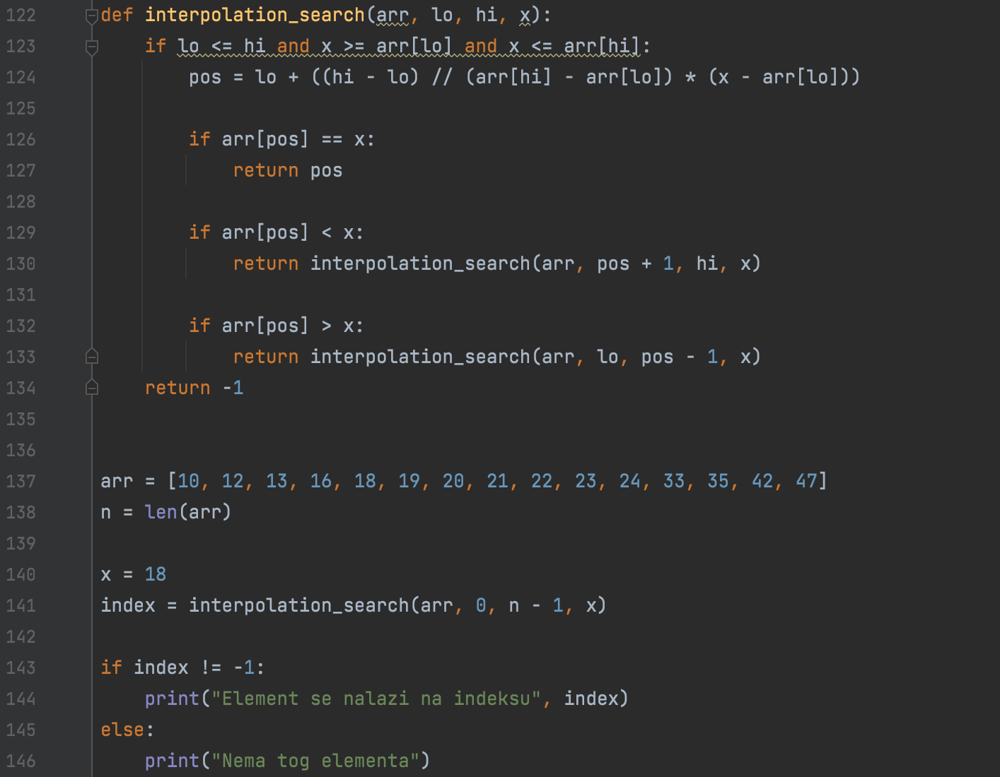 122 def interpolation_search(arr, lo, hi, x):
123     if lo <= hi and x >= arr[lo] and x <= arr[hi]:
124         pos = lo + ((hi - lo) // (arr[hi] - arr[lo]) * (x - arr[lo]))
125
126         if arr[pos] == x:
127             return pos
128
129         if arr[pos] < x:
130             return interpolation_search(arr, pos + 1, hi, x)
131
132         if arr[pos] > x:
133             return interpolation_search(arr, lo, pos - 1, x)
134     return -1
135
136
137 arr = [10, 12, 13, 16, 18, 19, 20, 21, 22, 23, 24, 33, 35, 42, 47]
138 n = len(arr)
139
140 x = 18
141 index = interpolation_search(arr, 0, n - 1, x)
142
143 if index != -1:
144     print("Element se nalazi na indeksu", index)
145 else:
146     print("Nema tog elementa")